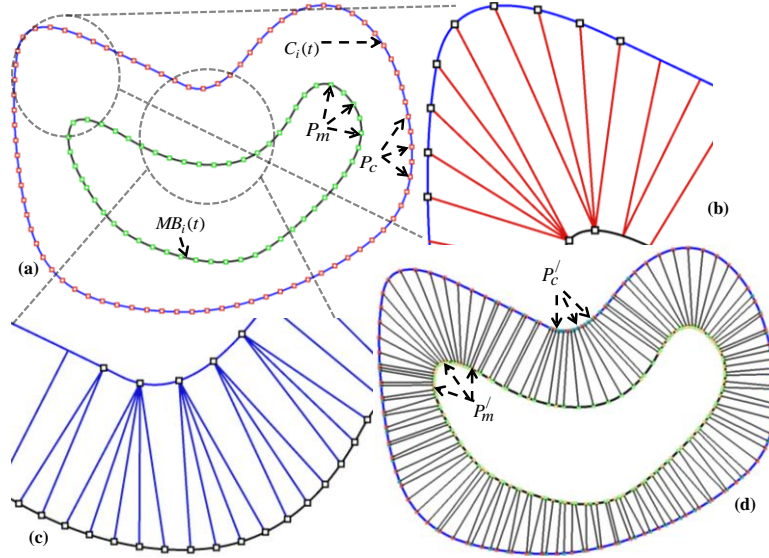 C_i(t)
P_m
P_c
MB_i(t)
(a)
(b)
P_c^/
P_m^/
(c)
(d)